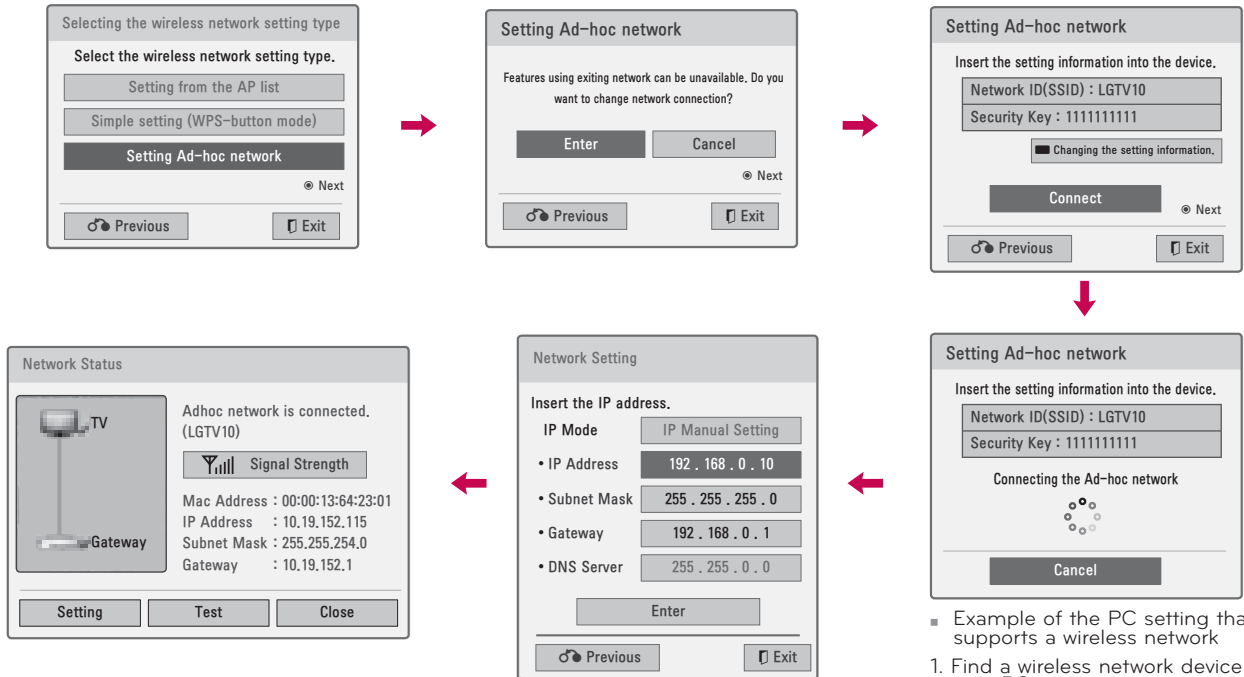 Selecting the wireless network setting type
Select the wireless network setting type.
Setting from the AP list
Simple setting (WPS-button mode)
Setting Ad-hoc network
Next
Previous
Exit
Setting Ad-hoc network
Features using exiting network can be unavailable. Do you
want to change network connection?
Enter
Cancel
Next
Previous
Exit
Setting Ad-hoc network
Insert the setting information into the device.
Network ID(SSID) : LGTV10
Security Key : 1111111111
Changing the setting information.
Connect
Next
Previous
Exit
Setting Ad-hoc network
Insert the setting information into the device.
Network ID(SSID) : LGTV10
Security Key : 1111111111
Connecting the Ad-hoc network
Cancel
Network Setting
Insert the IP address.
IP Mode IP Manual Setting
• IP Address 192 . 168 . 0 . 10
• Subnet Mask 255 . 255 . 255 . 0
• Gateway 192 . 168 . 0 . 1
• DNS Server 255 . 255 . 0 . 0
Enter
Previous
Exit
Network Status
TV
Gateway
Adhoc network is connected.
(LGTV10)
Signal Strength
Mac Address : 00:00:13:64:23:01
IP Address : 10.19.152.115
Subnet Mask : 255.255.254.0
Gateway : 10.19.152.1
Setting
Test
Close
▪ Example of the PC setting tha
supports a wireless network
1. Find a wireless network device